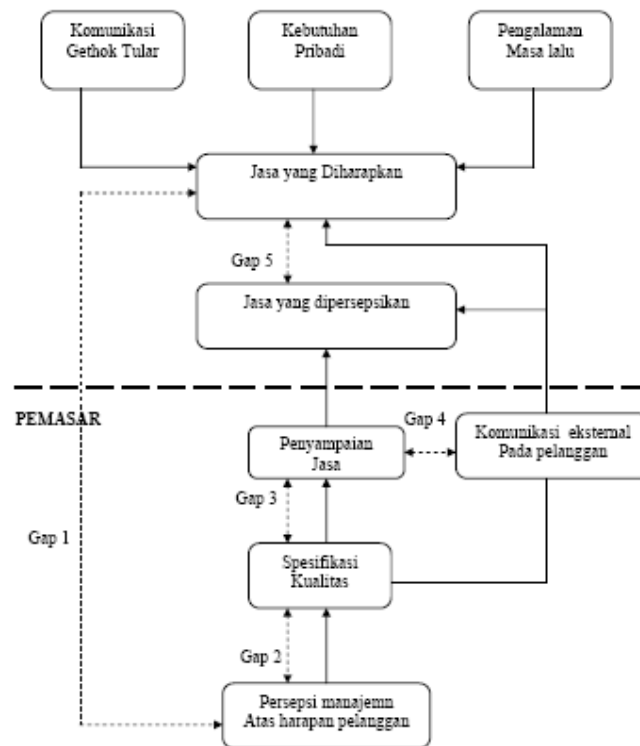 Komunikasi
Gethok Tular
Kebutuhan
Pribadi
Pengalaman
Masa lalu
Jasa yang Diharapkan
Gap 5
Jasa yang dipersepsikan
PEMASAR
Gap 4
Penyampaian
Jasa
Komunikasi eksternal
Pada pelanggan
Gap 3
Gap 1
Spesifikasi
Kualitas
Gap 2
Persepsi manajemn
Atas harapan pelanggan